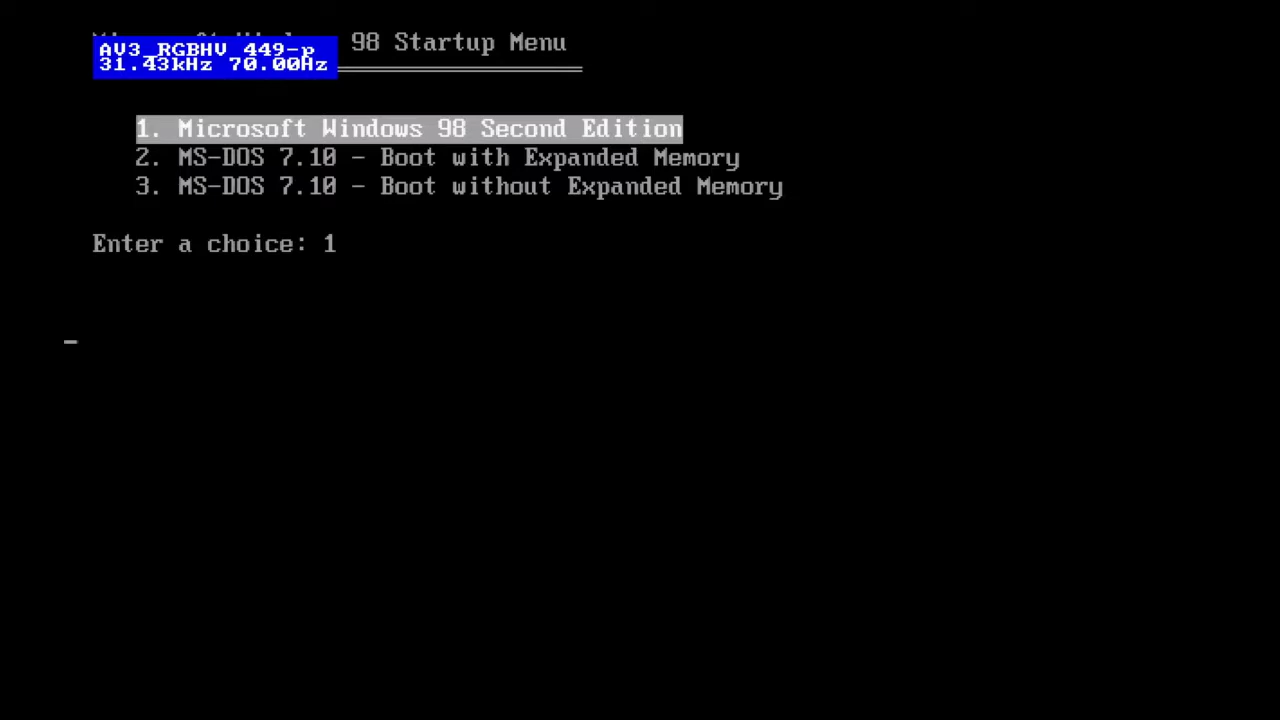 98 Startup Menu
AV3_RGBHV 449-p
31.43kHz 70.00Hz
1. Microsoft Windows 98 Second Edition
2. MS-DOS 7.10 - Boot with Expanded Memory
3. MS-DOS 7.10 - Boot without Expanded Memory
Enter a choice: 1